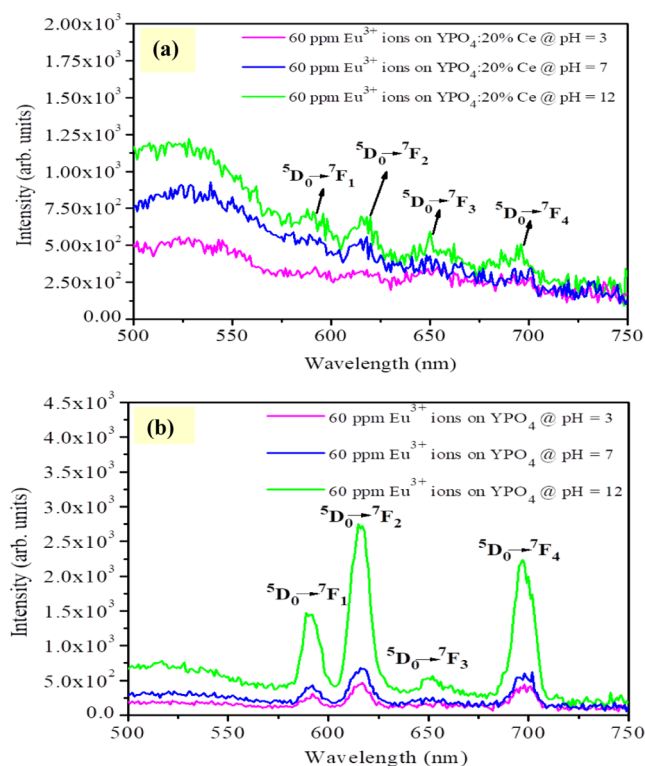 (a)
60 ppm Eu³⁺ ions on YPO₄:20% Ce @ pH = 3
60 ppm Eu³⁺ ions on YPO₄:20% Ce @ pH = 7
60 ppm Eu³⁺ ions on YPO₄:20% Ce @ pH = 12
⁵D₀→⁷F₁
⁵D₀→⁷F₂
⁵D₀→⁷F₃
⁵D₀→⁷F₄
Intensity (arb. units)
2.00x10³
1.75x10³
1.50x10³
1.25x10³
1.00x10³
7.50x10²
5.00x10²
2.50x10²
0.00
500 550 600 650 700 750
Wavelength (nm)
(b)
60 ppm Eu³⁺ ions on YPO₄ @ pH = 3
60 ppm Eu³⁺ ions on YPO₄ @ pH = 7
60 ppm Eu³⁺ ions on YPO₄ @ pH = 12
⁵D₀→⁷F₁
⁵D₀→⁷F₂
⁵D₀→⁷F₃
⁵D₀→⁷F₄
Intensity (arb. units)
4.5x10³
4.0x10³
3.5x10³
3.0x10³
2.5x10³
2.0x10³
1.5x10³
1.0x10³
5.0x10²
0.0
500 550 600 650 700 750
Wavelength (nm)